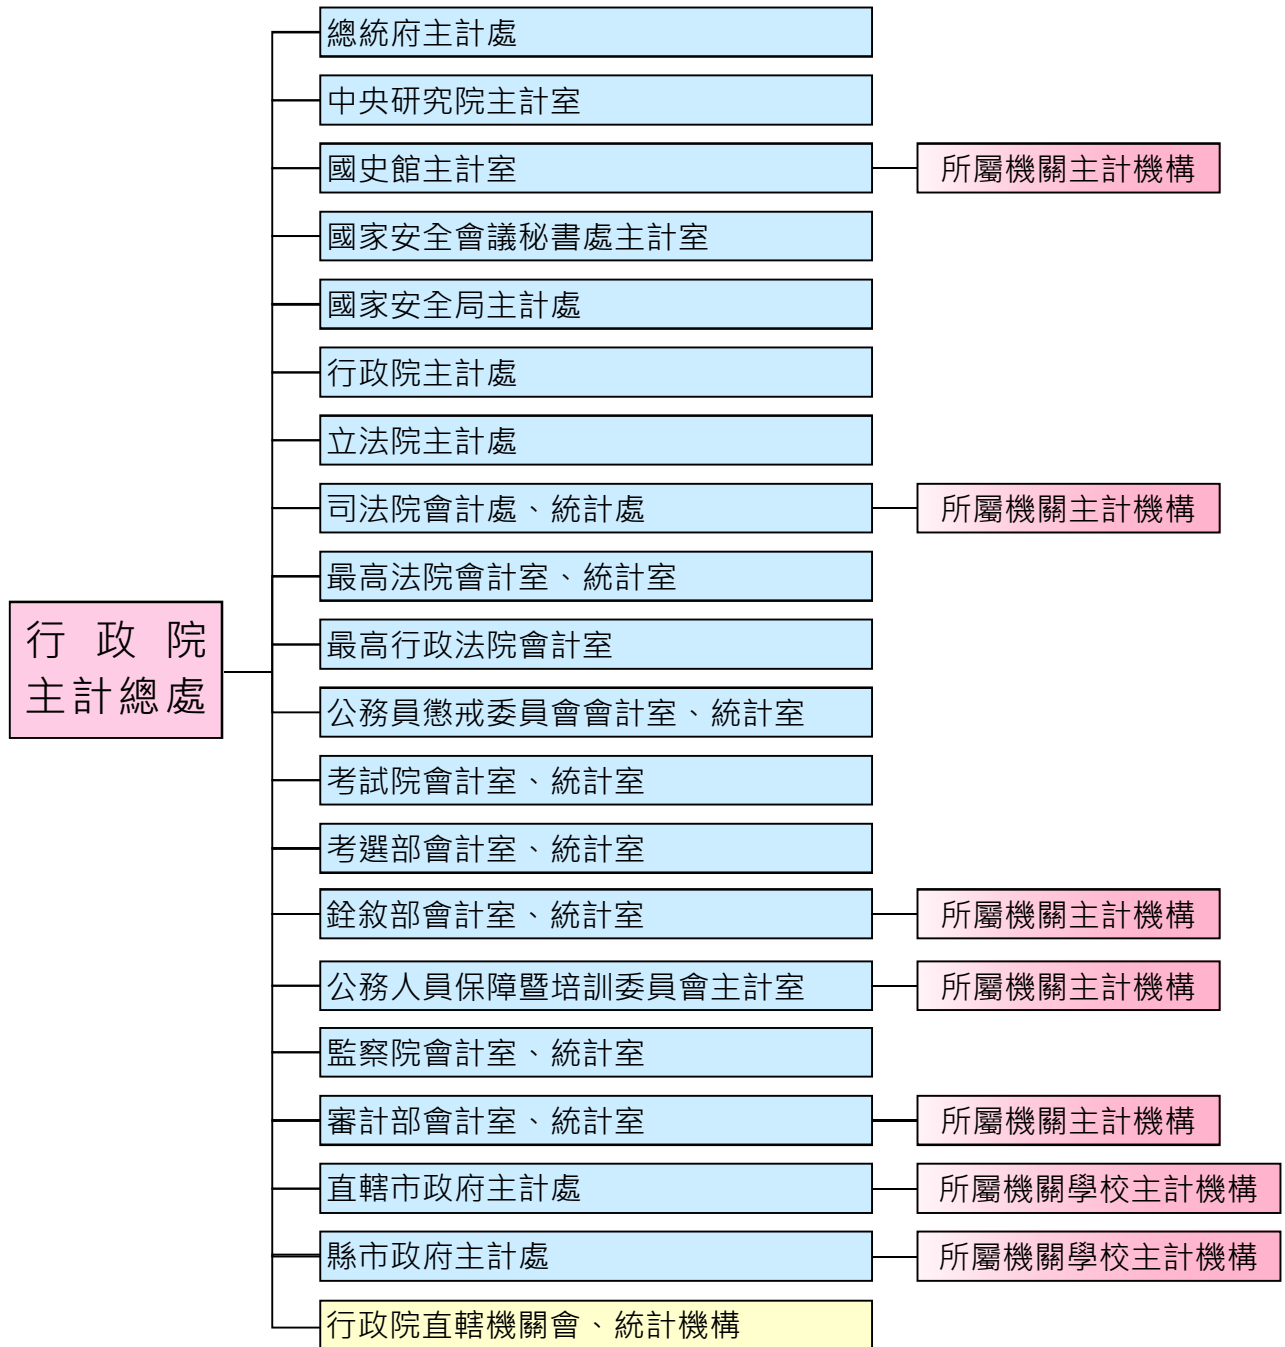 總統府主計處
中央研究院主計室
國史館主計室
所屬機關主計機構
國家安全會議秘書處主計室
國家安全局主計處
行政院主計處
立法院主計處
司法院會計處、統計處
所屬機關主計機構
最高法院會計室、統計室
行政院
主計總處
最高行政法院會計室
公務員懲戒委員會會計室、統計室
考試院會計室、統計室
考選部會計室、統計室
銓敘部會計室、統計室
所屬機關主計機構
公務人員保障暨培訓委員會主計室
所屬機關主計機構
監察院會計室、統計室
審計部會計室、統計室
所屬機關主計機構
直轄市政府主計處
所屬機關學校主計機構
縣市政府主計處
所屬機關學校主計機構
行政院直轄機關會、統計機構